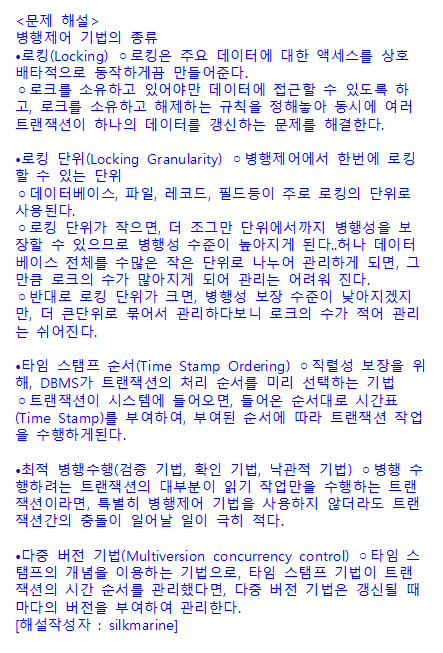 <문제 해설>
병행제어 기법의 종류
•로킹(Locking) ○로킹은 주요 데이터에 대한 액세스를 상호
배타적으로 동작하게끔 만들어준다.
○로크를 소유하고 있어야만 데이터에 접근할 수 있도록 하
고, 로크를 소유하고 해제하는 규칙을 정해놓아 동시에 여러
트랜잭션이 하나의 데이터를 갱신하는 문제를 해결한다.
•로킹 단위(Locking Granularity) ○병행제어에서 한번에 로킹
할 수 있는 단위
○데이터베이스, 파일, 레코드, 필드등이 주로 로킹의 단위로
사용된다.
○로킹 단위가 작으면, 더 조그만 단위에서까지 병행성을 보
장할 수 있으므로 병행성 수준이 높아지게 된다..허나 데이터
베이스 전체를 수많은 작은 단위로 나누어 관리하게 되면, 그
만큼 로크의 수가 많아지게 되어 관리는 어려워 진다.
○반대로 로킹 단위가 크면, 병행성 보장 수준이 낮아지겠지
만, 더 큰단위로 묶어서 관리하다보니 로크의 수가 적어 관리
는 쉬어진다.
•타임 스탬프 순서(Time Stamp Ordering) ○직렬성 보장을 위
해, DBMS가 트랜잭션의 처리 순서를 미리 선택하는 기법
○트랜잭션이 시스템에 들어오면, 들어온 순서대로 시간표
(Time Stamp)를 부여하여, 부여된 순서에 따라 트랜잭션 작업
을 수행하게된다.
•최적 병행수행(검증 기법, 확인 기법, 낙관적 기법) ○병행 수
행하려는 트랜잭션의 대부분이 읽기 작업만을 수행하는 트랜
잭션이라면, 특별히 병행제어 기법을 사용하지 않더라도 트랜
잭션간의 충돌이 일어날 일이 극히 적다.
•다중 버전 기법(Multiversion concurrency control) ○타임 스
탬프의 개념을 이용하는 기법으로, 타임 스탬프 기법이 트랜
잭션의 시간 순서를 관리했다면, 다중 버전 기법은 갱신될 때
마다의 버전을 부여하여 관리한다.
[해설작성자 : silkmarine]